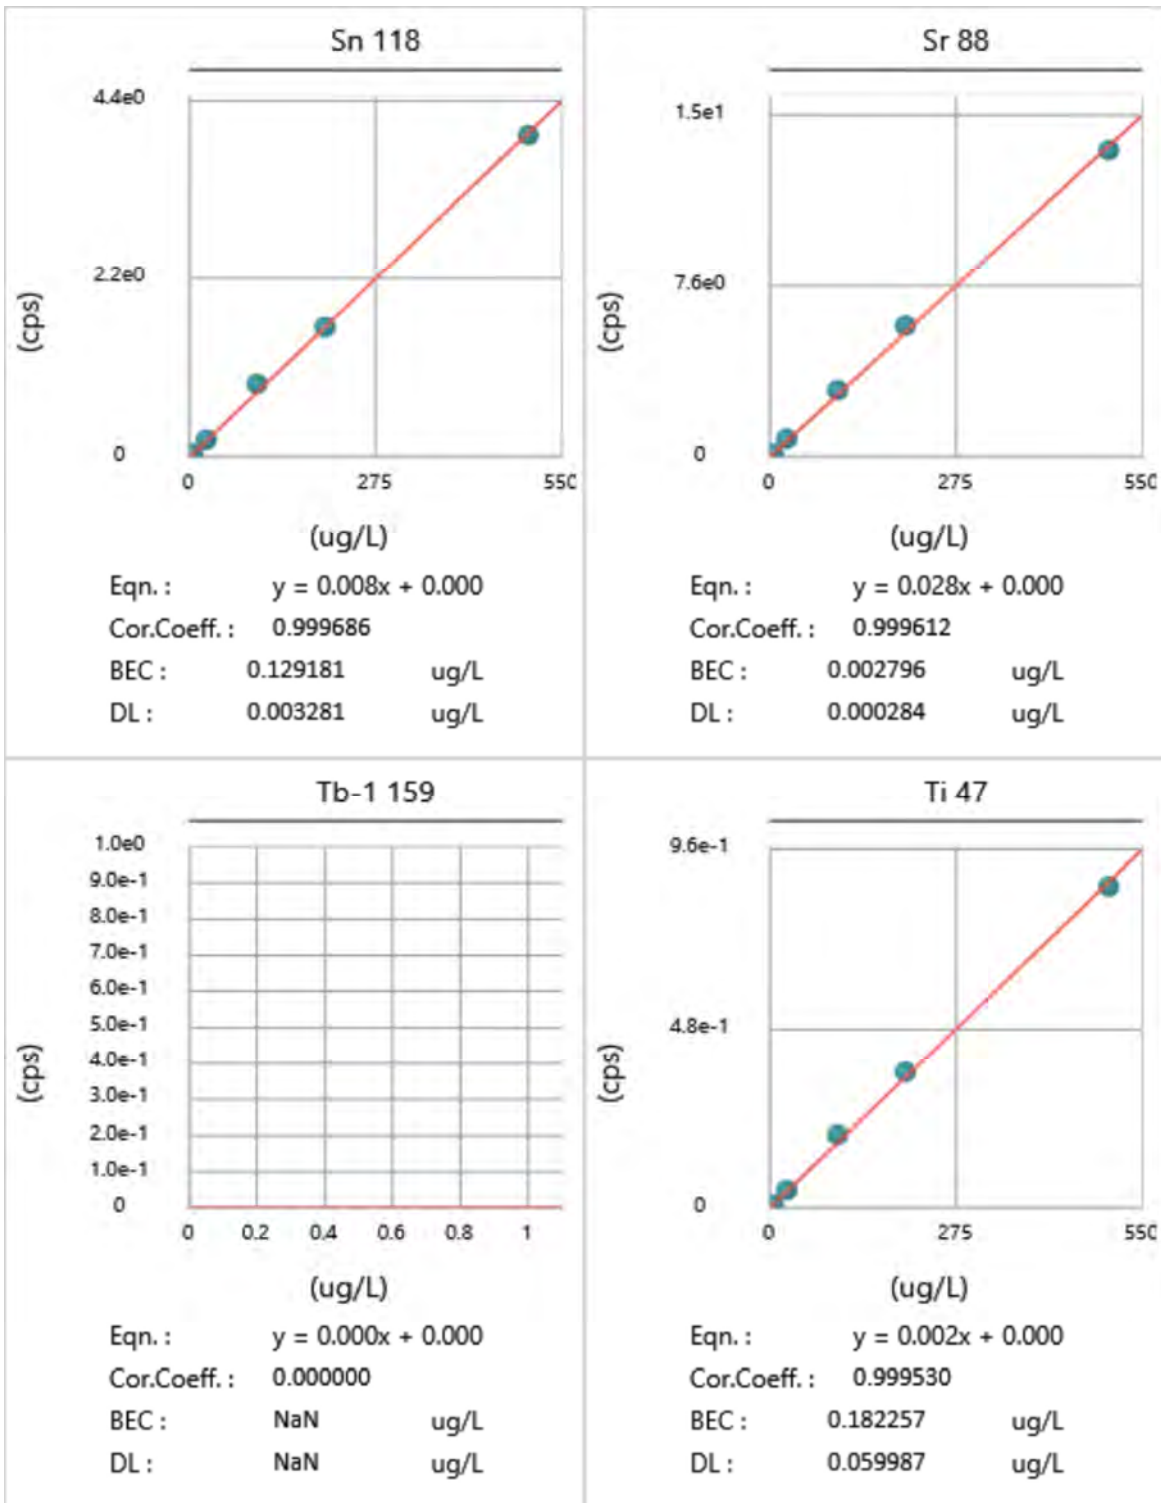 Sn 118
4.4e0
2.2e0
0
(cps)
0 275 550
(ug/L)
Eqn. : y = 0.008x + 0.000
Cor.Coeff. : 0.999686
BEC : 0.129181 ug/L
DL : 0.003281 ug/L
Sr 88
1.5e1
7.6e0
0
(cps)
0 275 550
(ug/L)
Eqn. : y = 0.028x + 0.000
Cor.Coeff. : 0.999612
BEC : 0.002796 ug/L
DL : 0.000284 ug/L
Tb-1 159
1.0e0
9.0e-1
8.0e-1
7.0e-1
6.0e-1
5.0e-1
4.0e-1
3.0e-1
2.0e-1
1.0e-1
0
(cps)
0 0.2 0.4 0.6 0.8 1
(ug/L)
Eqn. : y = 0.000x + 0.000
Cor.Coeff. : 0.000000
BEC : NaN ug/L
DL : NaN ug/L
Ti 47
9.6e-1
4.8e-1
0
(cps)
0 275 550
(ug/L)
Eqn. : y = 0.002x + 0.000
Cor.Coeff. : 0.999530
BEC : 0.182257 ug/L
DL : 0.059987 ug/L